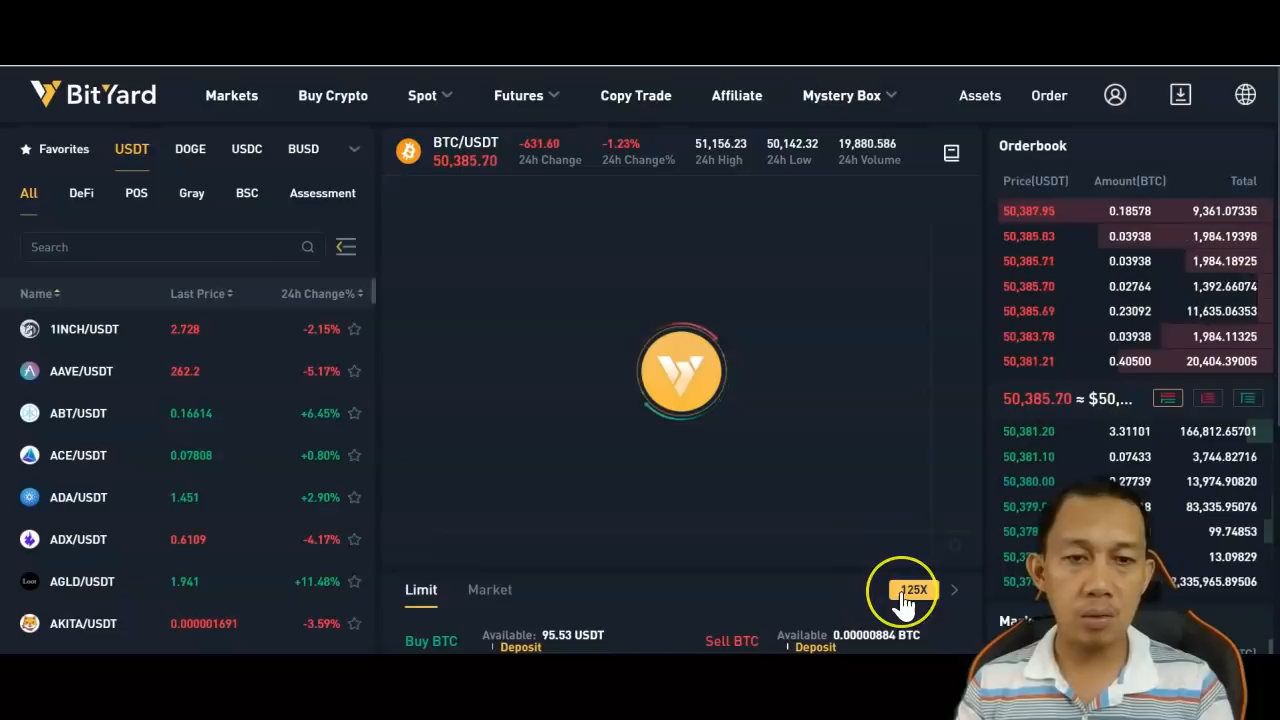 BitYard
Markets Buy Crypto Spot Futures Copy Trade Affiliate Mystery Box Assets Order
Favorites USDT DOGE USDC BUSD
All DeFi POS Gray BSC Assessment
Search
Name Last Price 24h Change%
1INCH/USDT 2.728 -2.15%
AAVE/USDT 262.2 -5.17%
ABT/USDT 0.16614 +6.45%
ACE/USDT 0.07808 +0.80%
ADA/USDT 1.451 +2.90%
ADX/USDT 0.6109 -4.17%
AGLD/USDT 1.941 +11.48%
AKITA/USDT 0.000001691 -3.59%
BTC/USDT -631.60 -1.23% 51,156.23 50,142.32 19,880.586
50,385.70 24h Change 24h Change% 24h High 24h Low 24h Volume
Limit Market 125X
Buy BTC Available: 95.53 USDT Sell BTC Available 0.00000884 BTC
Deposit Deposit
Orderbook
Price(USDT) Amount(BTC) Total
50,387.95 0.18578 9,361.07335
50,385.83 0.03938 1,984.19398
50,385.71 0.03938 1,984.18925
50,385.70 0.02764 1,392.66074
50,385.69 0.23092 11,635.06353
50,383.78 0.03938 1,984.11325
50,381.21 0.40500 20,404.39005
50,385.70 ≈ $50,...
50,381.20 3.31101 166,812.65701
50,381.10 0.07433 3,744.82716
50,380.00 0.27739 13,974.90820
83,335.95076
99.74853
13.09829